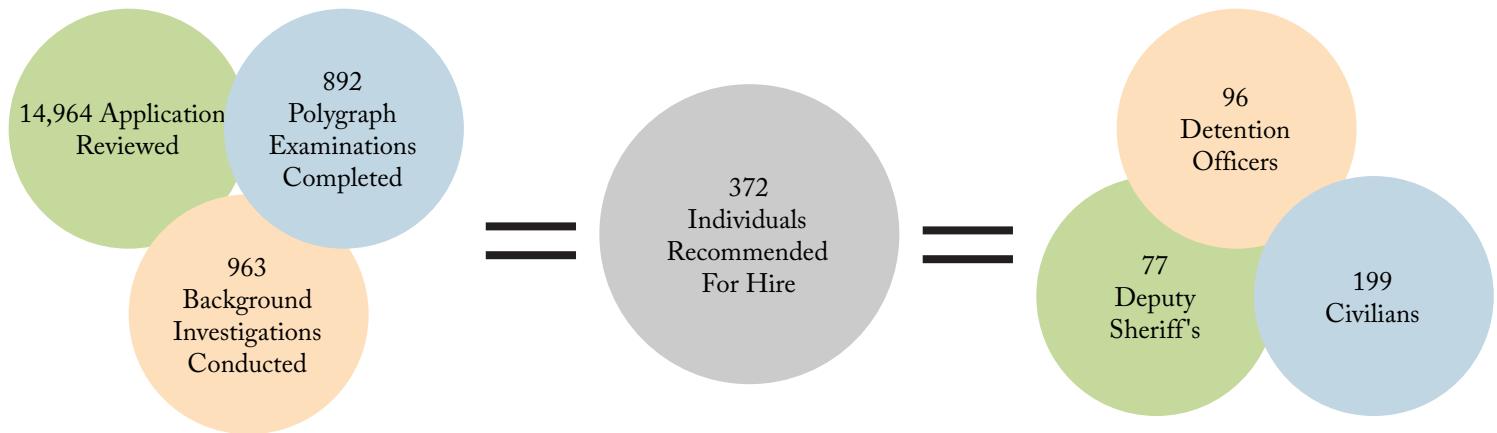 14,964 Application
Reviewed
892
Polygraph
Examinations
Completed
963
Background
Investigations
Conducted
372
Individuals
Recommended
For Hire
96
Detention
Officers
77
Deputy
Sheriff's
199
Civilians